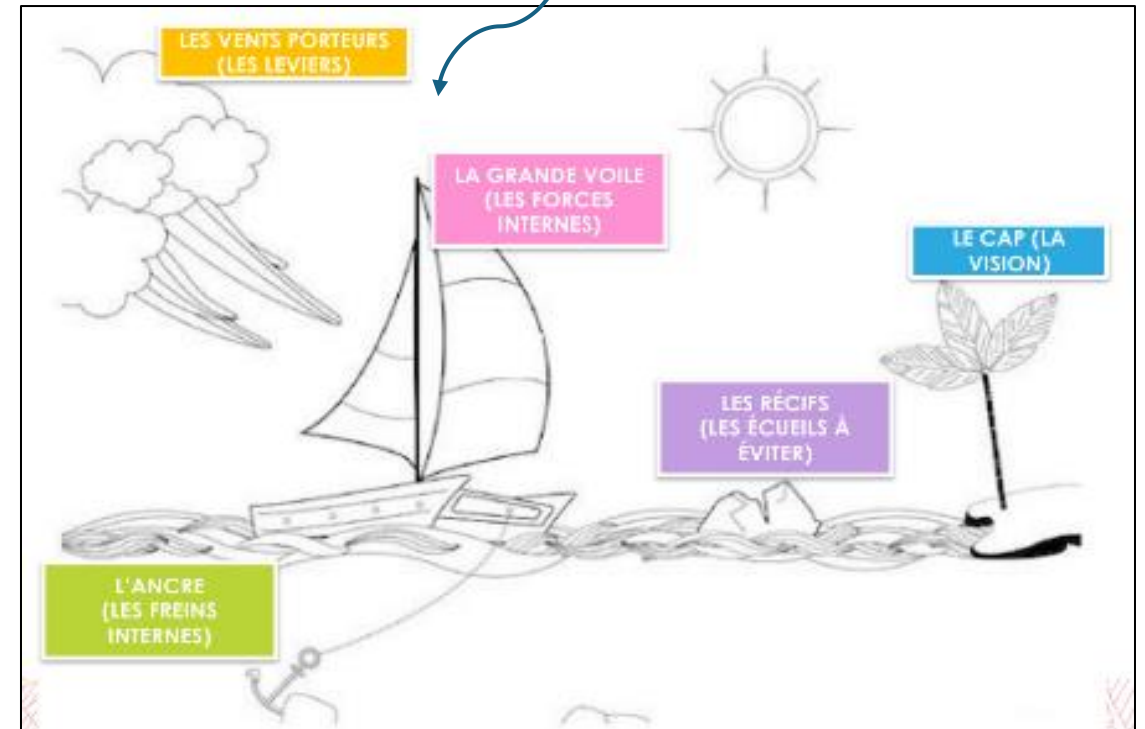 LES VENTS PORTEURS
(LES LEVIERS)
LA GRANDE VOILE
(LES FORCES
INTERNES)
LE CAP (LA
VISION)
LES RÉCIFS
(LES ÉCUEILS À
ÉVITER)
L'ANCRE
(LES FREINS
INTERNES)